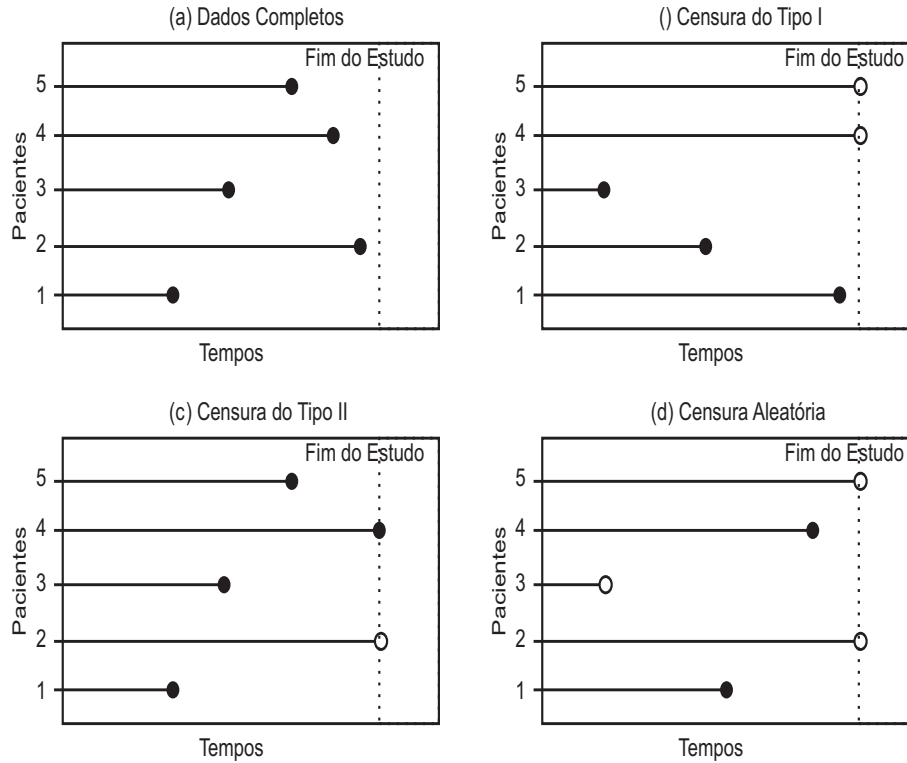 (a) Dados Completos
Fim do Estudo
5
4
3
2
1
Pacientes
Tempos
() Censura do Tipo I
Fim do Estudo
5
4
3
2
1
Pacientes
Tempos
(c) Censura do Tipo II
Fim do Estudo
5
4
3
2
1
Pacientes
Tempos
(d) Censura Aleatória
Fim do Estudo
5
4
3
2
1
Pacientes
Tempos